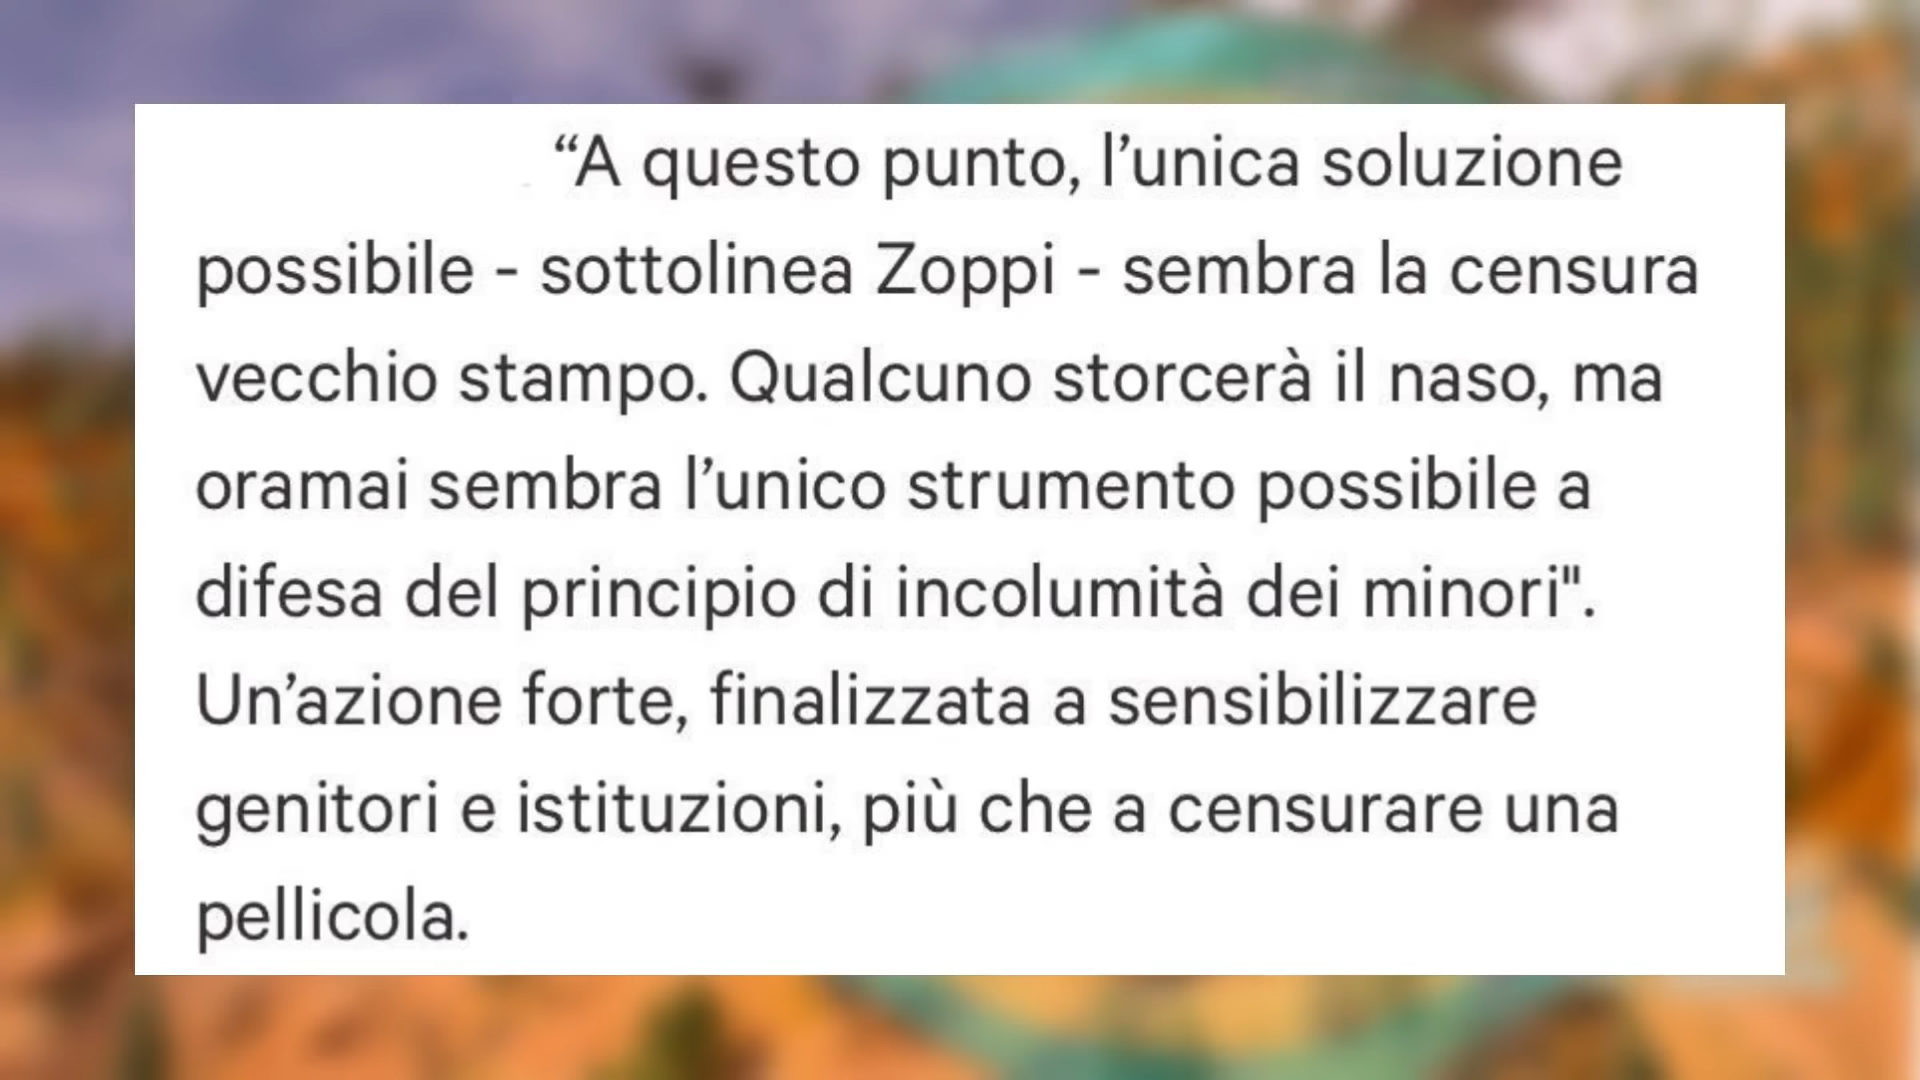 “A questo punto, l’unica soluzione
possibile - sottolinea Zoppi - sembra la censura
vecchio stampo. Qualcuno storcerà il naso, ma
oramai sembra l’unico strumento possibile a
difesa del principio di incolumità dei minori".
Un’azione forte, finalizzata a sensibilizzare
genitori e istituzioni, più che a censurare una
pellicola.